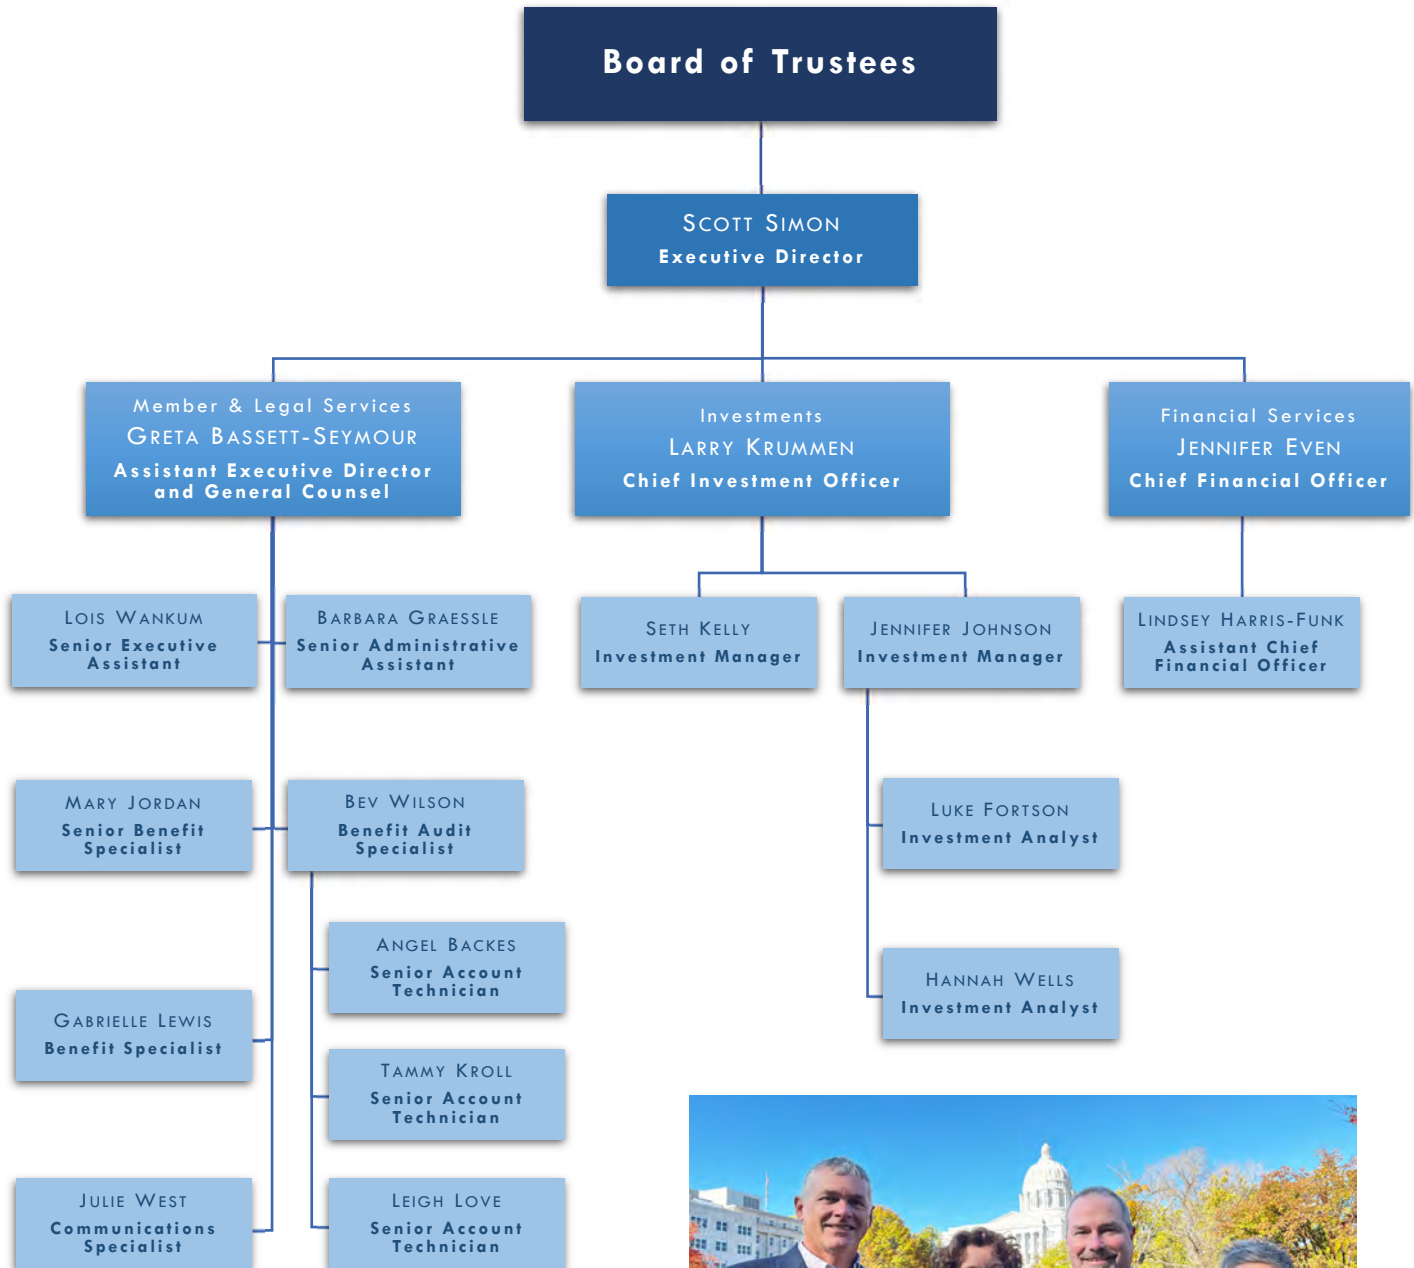 Board of Trustees
SCOTT SIMON
Executive Director
Member & Legal Services
GRETA BASSETT-SEYMOUR
Assistant Executive Director
and General Counsel
Investments
LARRY KRUMMEN
Chief Investment Officer
Financial Services
JENNIFER EVEN
Chief Financial Officer
LOIS WANKUM
Senior Executive
Assistant
BARBARA GRAESSLE
Senior Administrative
Assistant
SETH KELLY
Investment Manager
JENNIFER JOHNSON
Investment Manager
LINDSEY HARRIS-FUNK
Assistant Chief
Financial Officer
MARY JORDAN
Senior Benefit
Specialist
BEV WILSON
Benefit Audit
Specialist
LUKE FORTSON
Investment Analyst
ANGEL BACKES
Senior Account
Technician
HANNAH WELLS
Investment Analyst
GABRIELLE LEWIS
Benefit Specialist
TAMMY KROLL
Senior Account
Technician
JULIE WEST
Communications
Specialist
LEIGH LOVE
Senior Account
Technician